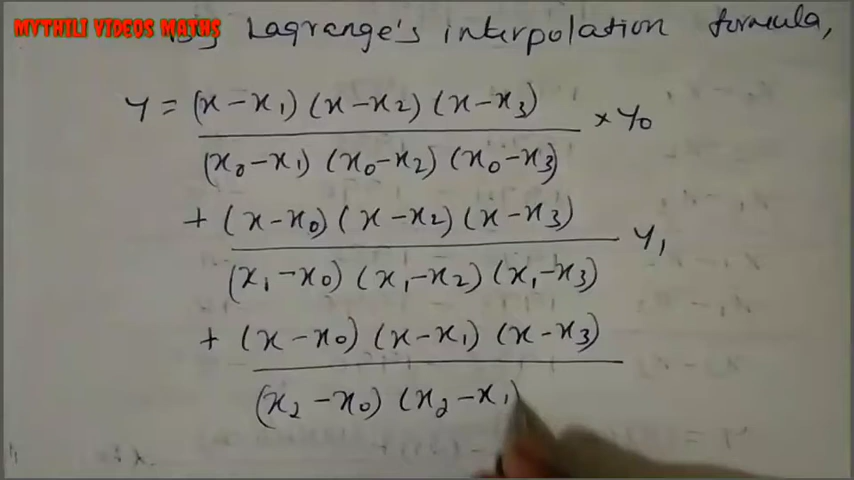 MYTHILI VIDEOS MATHS
By Lagrange's interpolation formula,
y = (x-x₁) (x-x₂) (x-x₃)
× y₀
(x₀-x₁) (x₀-x₂) (x₀-x₃)
+ (x-x₀) (x-x₂) (x-x₃)
y₁
(x₁-x₀) (x₁-x₂) (x₁-x₃)
+ (x-x₀) (x-x₁) (x-x₃)
(x₂-x₀) (x₂-x₁)